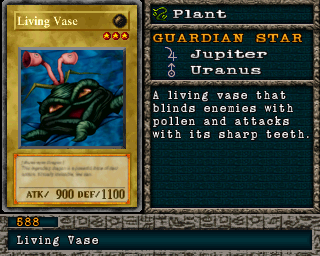 Living Vase
ATK/ 900 DEF/1100
Plant
GUARDIAN STAR
Jupiter
Uranus
A living vase that
blinds enemies with
pollen and attacks
with its sharp teeth.
588
Living Vase